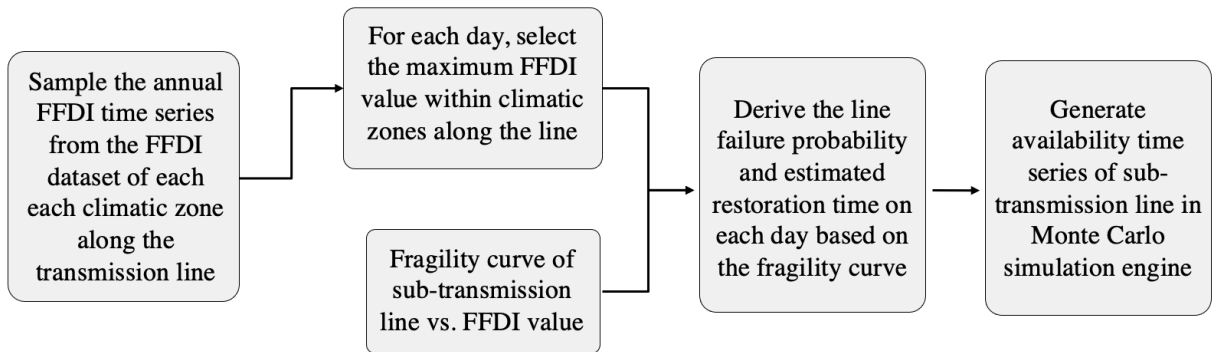 Sample the annual
FFDI time series
from the FFDI
dataset of each
each climatic zone
along the
transmission line
For each day, select
the maximum FFDI
value within climatic
zones along the line
Fragility curve of
sub-transmission
line vs. FFDI value
Derive the line
failure probability
and estimated
restoration time on
each day based on
the fragility curve
Generate
availability time
series of sub-
transmission line in
Monte Carlo
simulation engine